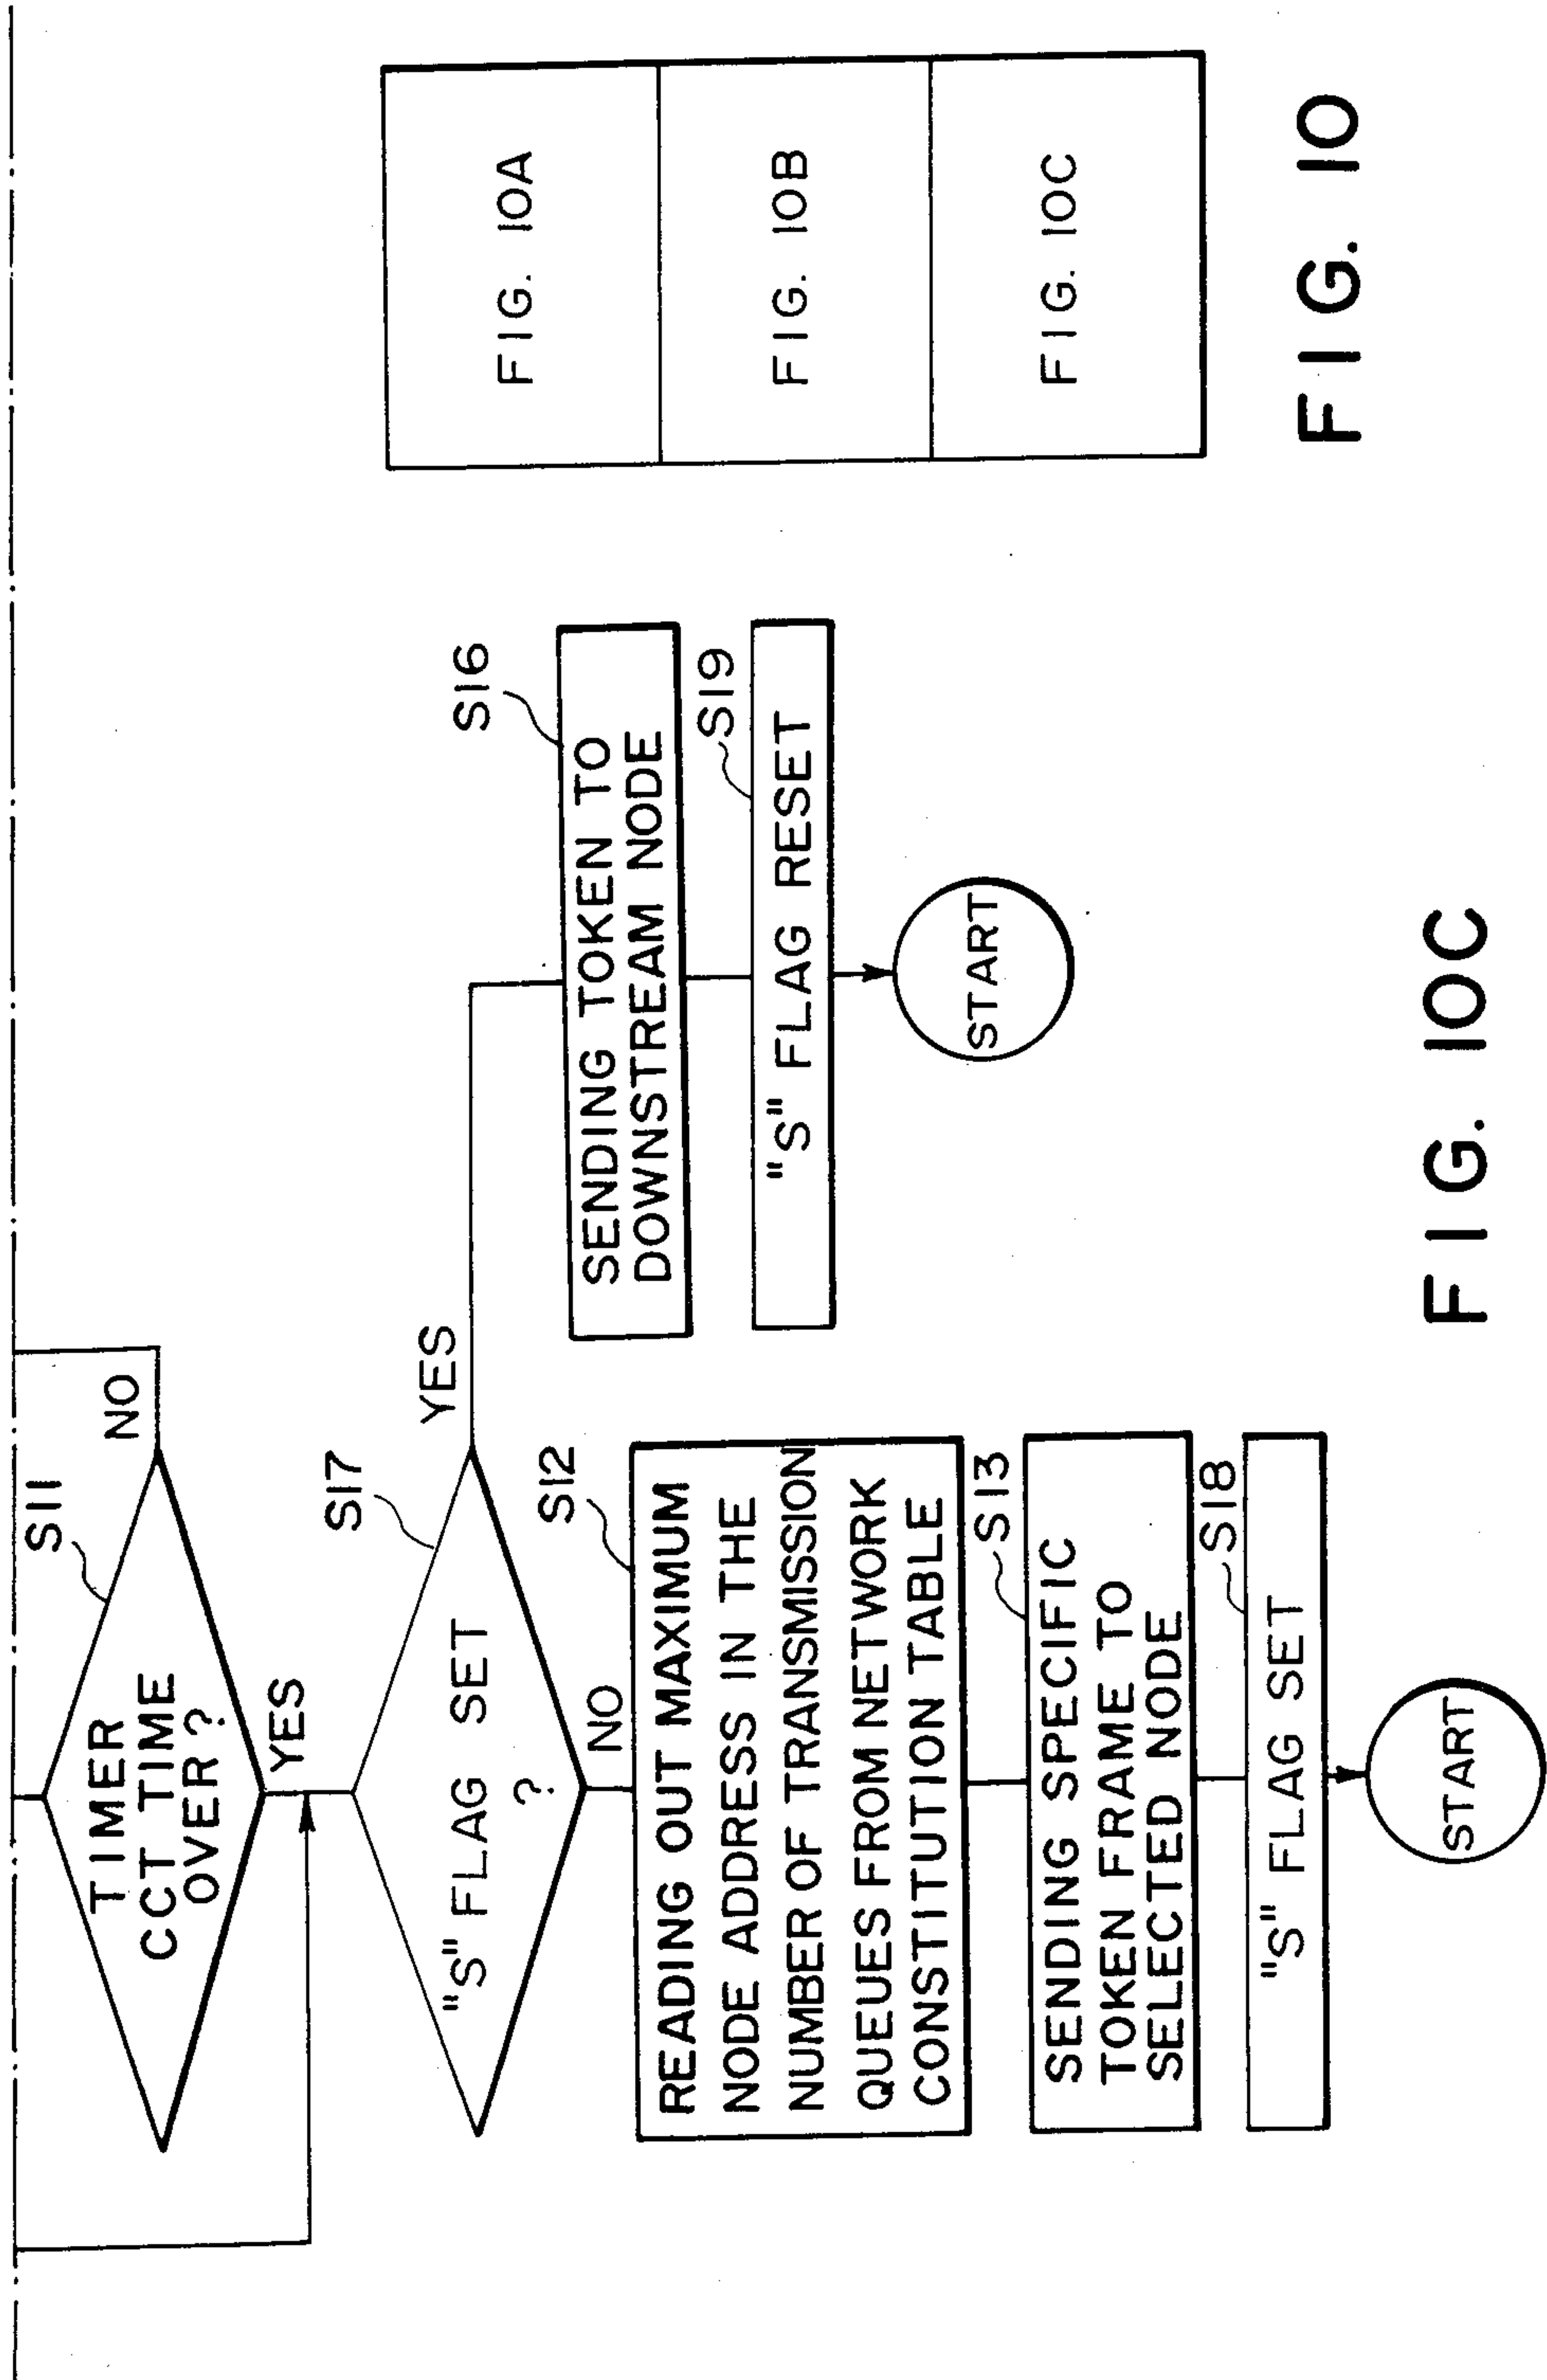 S11
TIMER
CCT TIME
OVER?
NO
YES
S17
"S" FLAG SET
?
YES
NO
S12
READING OUT MAXIMUM
NODE ADDRESS IN THE
NUMBER OF TRANSMISSION
QUEUES FROM NETWORK
CONSTITUTION TABLE
S13
SENDING SPECIFIC
TOKEN FRAME TO
SELECTED NODE
S18
"S" FLAG SET
START
S16
SENDING TOKEN TO
DOWNSTREAM NODE
S19
"S" FLAG RESET
START
FIG. 10C
FIG. 10A
FIG. 10B
FIG. 10C
FIG. 10